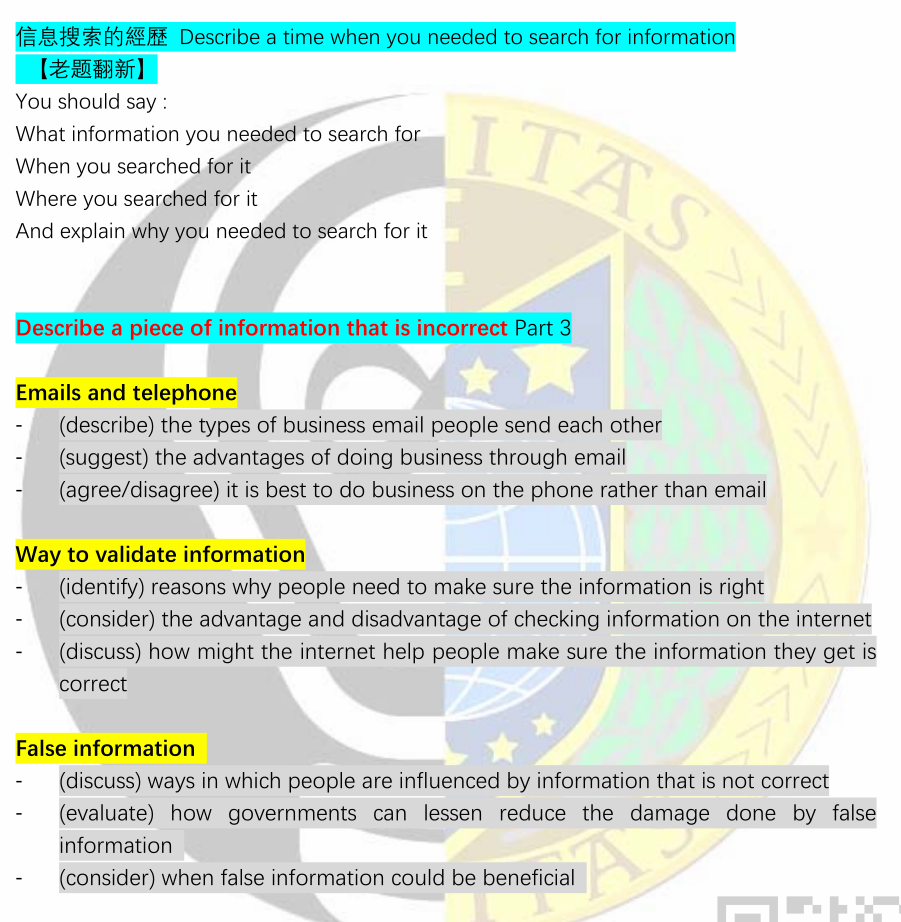 信息搜索的經歷 Describe a time when you needed to search for information
【老题翻新】
You should say :
What information you needed to search for
When you searched for it
Where you searched for it
And explain why you needed to search for it
Describe a piece of information that is incorrect Part 3
Emails and telephone
- (describe) the types of business email people send each other
- (suggest) the advantages of doing business through email
- (agree/disagree) it is best to do business on the phone rather than email
Way to validate information
- (identify) reasons why people need to make sure the information is right
- (consider) the advantage and disadvantage of checking information on the internet
- (discuss) how might the internet help people make sure the information they get is
correct
False information
- (discuss) ways in which people are influenced by information that is not correct
- (evaluate) how governments can lessen reduce the damage done by false
information
- (consider) when false information could be beneficial